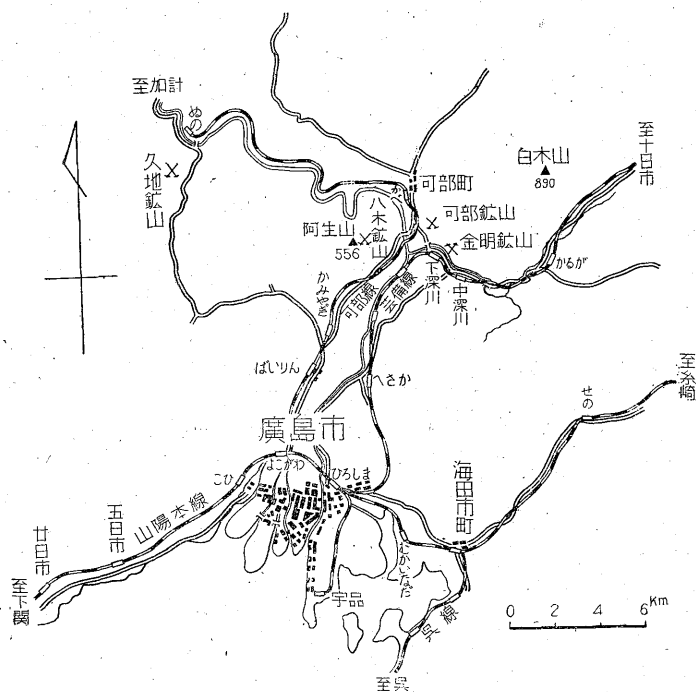 至加計
ぬの
久地鉱山
可部町
かべ
白木山
890
至十日市
可部鉱山
八木鉱山
阿生山
556
金明鉱山
かるが
下深川
中深川
かみやぎ
可部線
芸備線
ばいりん
へさか
至糸崎
せの
廣島市
よこがわ
こひ
ひろしま
海田市町
山陽本線
五日市
廿日市
至下関
むかいなだ
宇品
呉線
至呉
0 2 4 6 Km